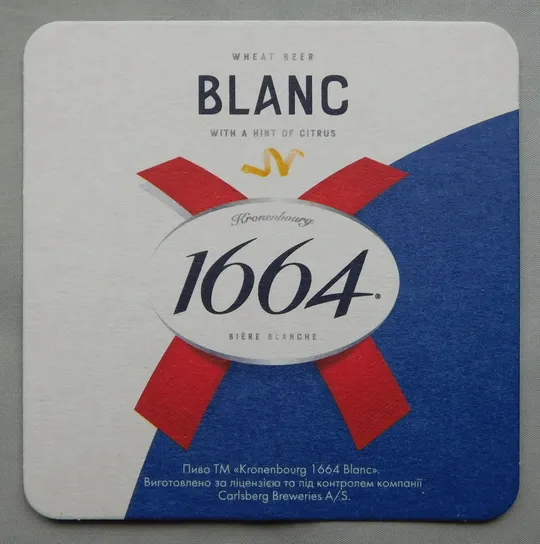 WHEAT BEER
BLANC
WITH A HINT OF CITRUS
Kronenbourg
1664®
BIÈRE BLANCHE
Пиво ТМ «Kronenbourg 1664 Blanc».
Виготовлено за ліцензією та під контролем компанії
Carlsberg Breweries A/S.